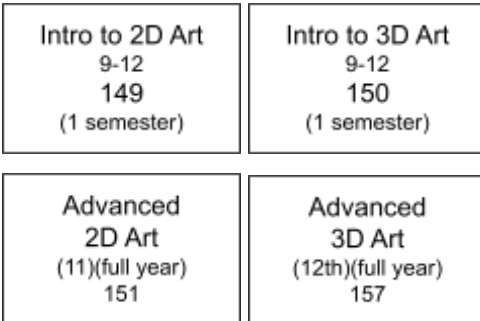 Intro to 2D Art
9-12
149
(1 semester)
Intro to 3D Art
9-12
150
(1 semester)
Advanced
2D Art
(11)(full year)
151
Advanced
3D Art
(12th)(full year)
157